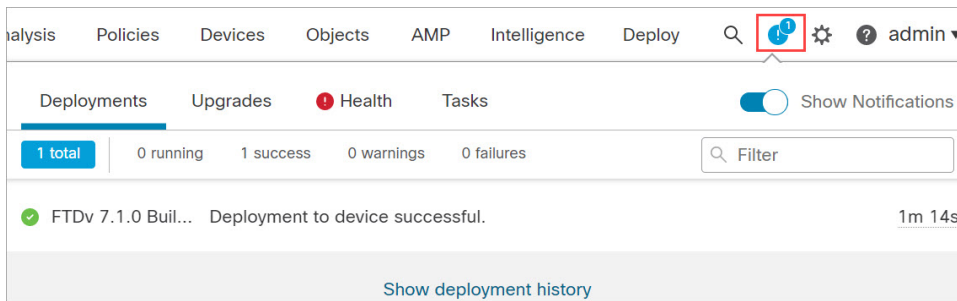 nalysis Policies Devices Objects AMP Intelligence Deploy 1 admin
Deployments Upgrades Health Tasks Show Notifications
1 total 0 running 1 success 0 warnings 0 failures Filter
FTDv 7.1.0 Buil... Deployment to device successful. 1m 14s
Show deployment history